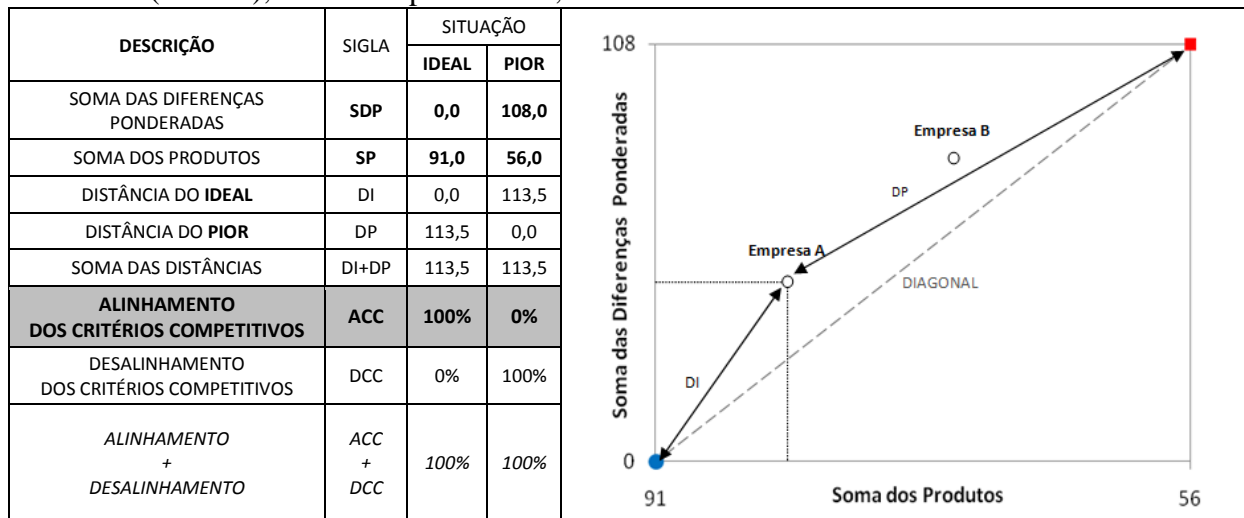 DESCRIÇÃO SIGLA SITUAÇÃO
IDEAL PIOR
SOMA DAS DIFERENÇAS
PONDERADAS SDP 0,0 108,0
SOMA DOS PRODUTOS SP 91,0 56,0
DISTÂNCIA DO IDEAL DI 0,0 113,5
DISTÂNCIA DO PIOR DP 113,5 0,0
SOMA DAS DISTÂNCIAS DI+DP 113,5 113,5
ALINHAMENTO
DOS CRITÉRIOS COMPETITIVOS ACC 100% 0%
DESALINHAMENTO
DOS CRITÉRIOS COMPETITIVOS DCC 0% 100%
ALINHAMENTO ACC
+ + 100% 100%
DESALINHAMENTO DCC
108
Soma das Diferenças Ponderadas
Empresa B
DP
Empresa A
DIAGONAL
DI
0
91 Soma dos Produtos 56